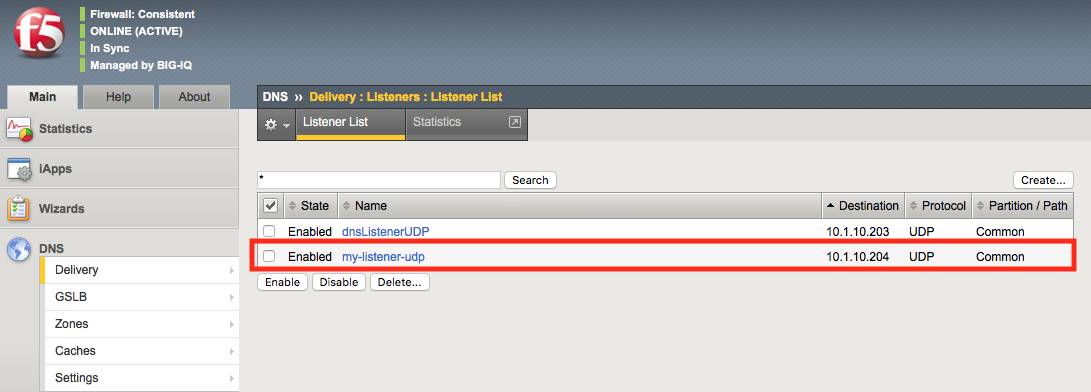 f5
Firewall: Consistent
ONLINE (ACTIVE)
In Sync
Managed by BIG-IQ
Main Help About
DNS ›› Delivery : Listeners : Listener List
Statistics
Listener List Statistics
iApps
* Search Create...
Wizards
State Name Destination Protocol Partition / Path
Enabled dnsListenerUDP 10.1.10.203 UDP Common
DNS
Enabled my-listener-udp 10.1.10.204 UDP Common
Delivery
Enable Disable Delete...
GSLB
Zones
Caches
Settings